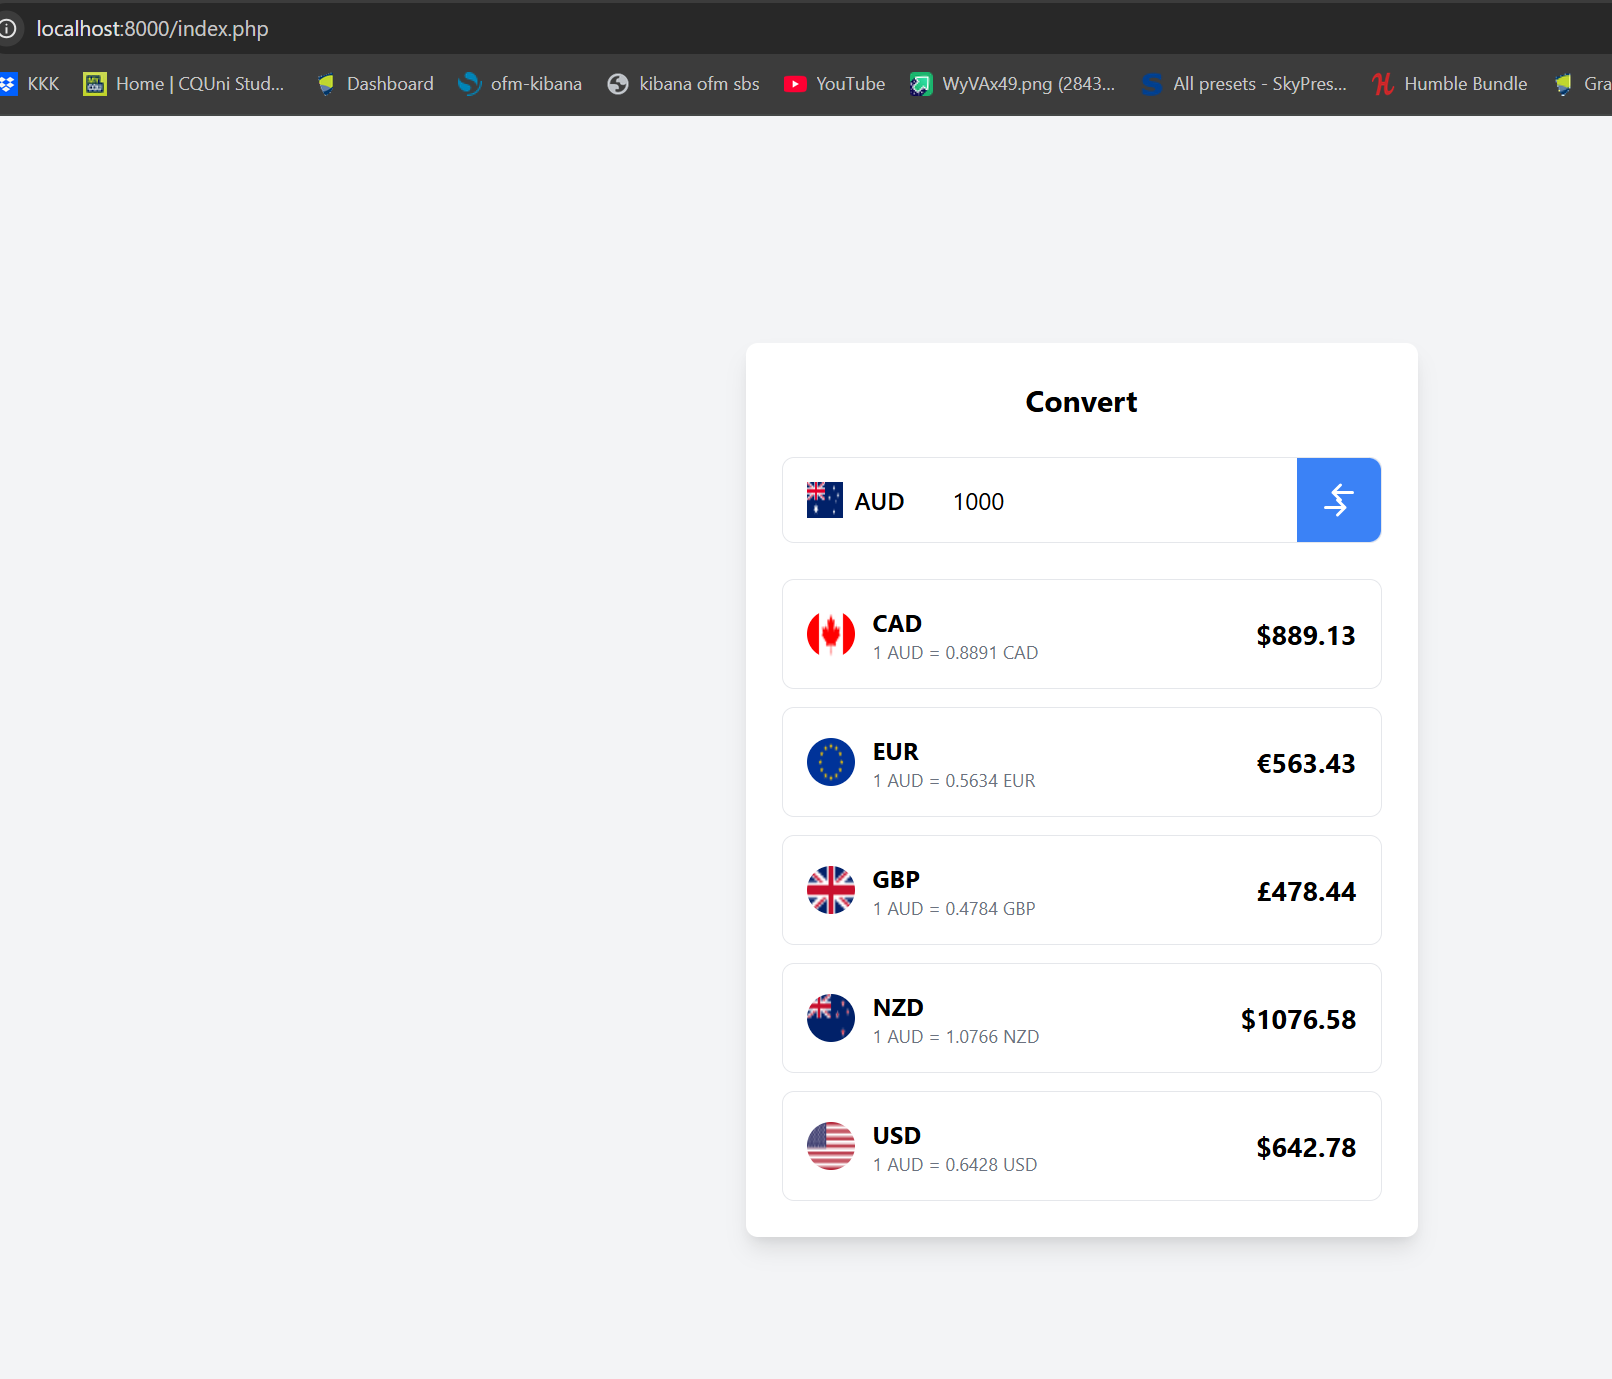 localhost:8000/index.php
KKK Home | CQUni Stud... Dashboard ofm-kibana kibana ofm sbs YouTube WyVAx49.png (2843... All presets - SkyPres... Humble Bundle Gra
Convert
AUD 1000
CAD
1 AUD = 0.8891 CAD
$889.13
EUR
1 AUD = 0.5634 EUR
€563.43
GBP
1 AUD = 0.4784 GBP
£478.44
NZD
1 AUD = 1.0766 NZD
$1076.58
USD
1 AUD = 0.6428 USD
$642.78